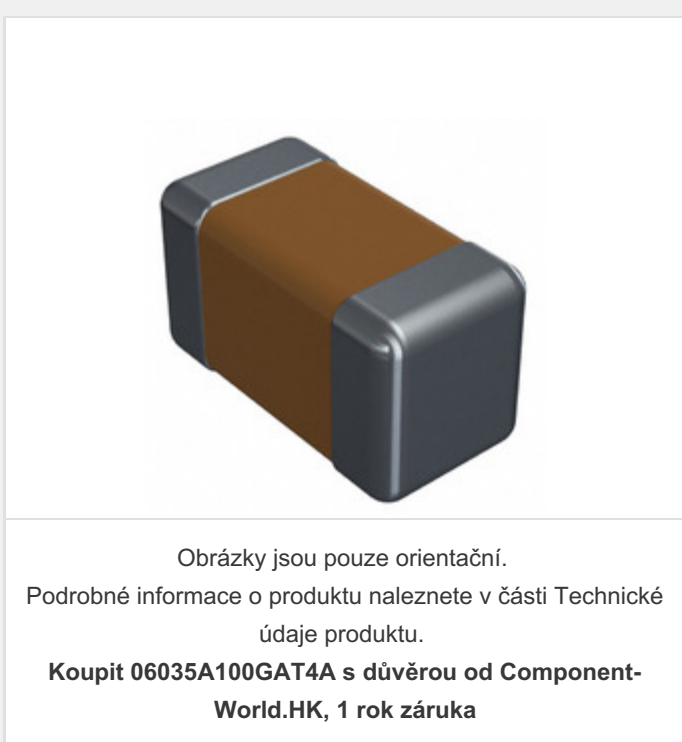 Obrázky jsou pouze orientační.
Podrobné informace o produktu naleznete v části Technické
údaje produktu.
Koupit 06035A100GAT4A s důvěrou od Component-
World.HK, 1 rok záruka